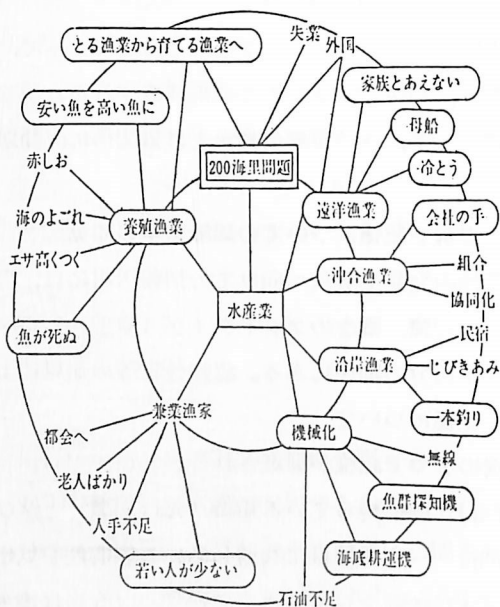 とる漁業から育てる漁業へ
失業
外国
家族とあえない
安い魚を高い魚に
母船
200海里問題
冷とう
赤しお
遠洋漁業
会社の手
海のよごれ
養殖漁業
エサ高くつく
沖合漁業
組合
協同化
水産業
魚が死ぬ
民宿
沿岸漁業
じびきあみ
兼業漁家
一本釣り
都会へ
機械化
無線
老人ばかり
魚群探知機
人手不足
海底耕運機
若い人が少ない
石油不足